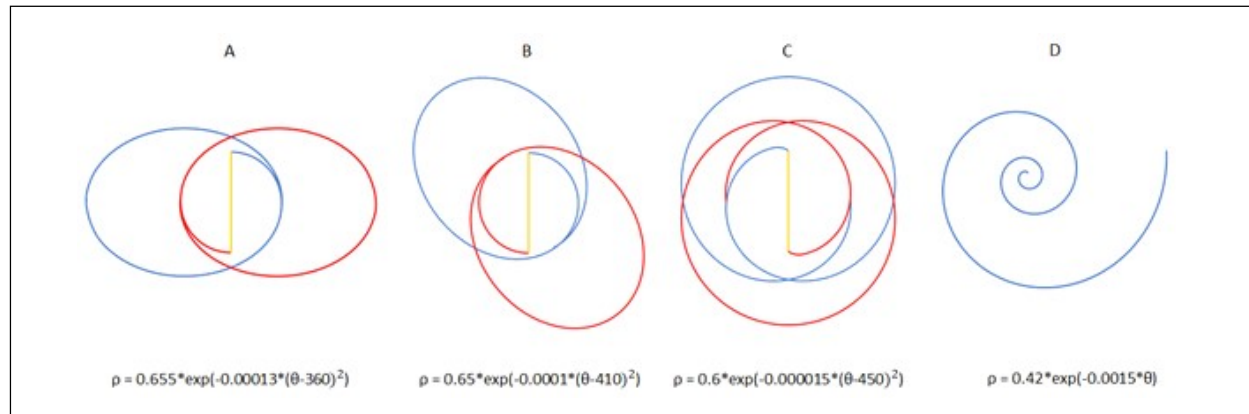 A B C D
ρ = 0.655*exp(-0.00013*(θ-360)²) ρ = 0.65*exp(-0.0001*(θ-410)²) ρ = 0.6*exp(-0.000015*(θ-450)²) ρ = 0.42*exp(-0.0015*θ)